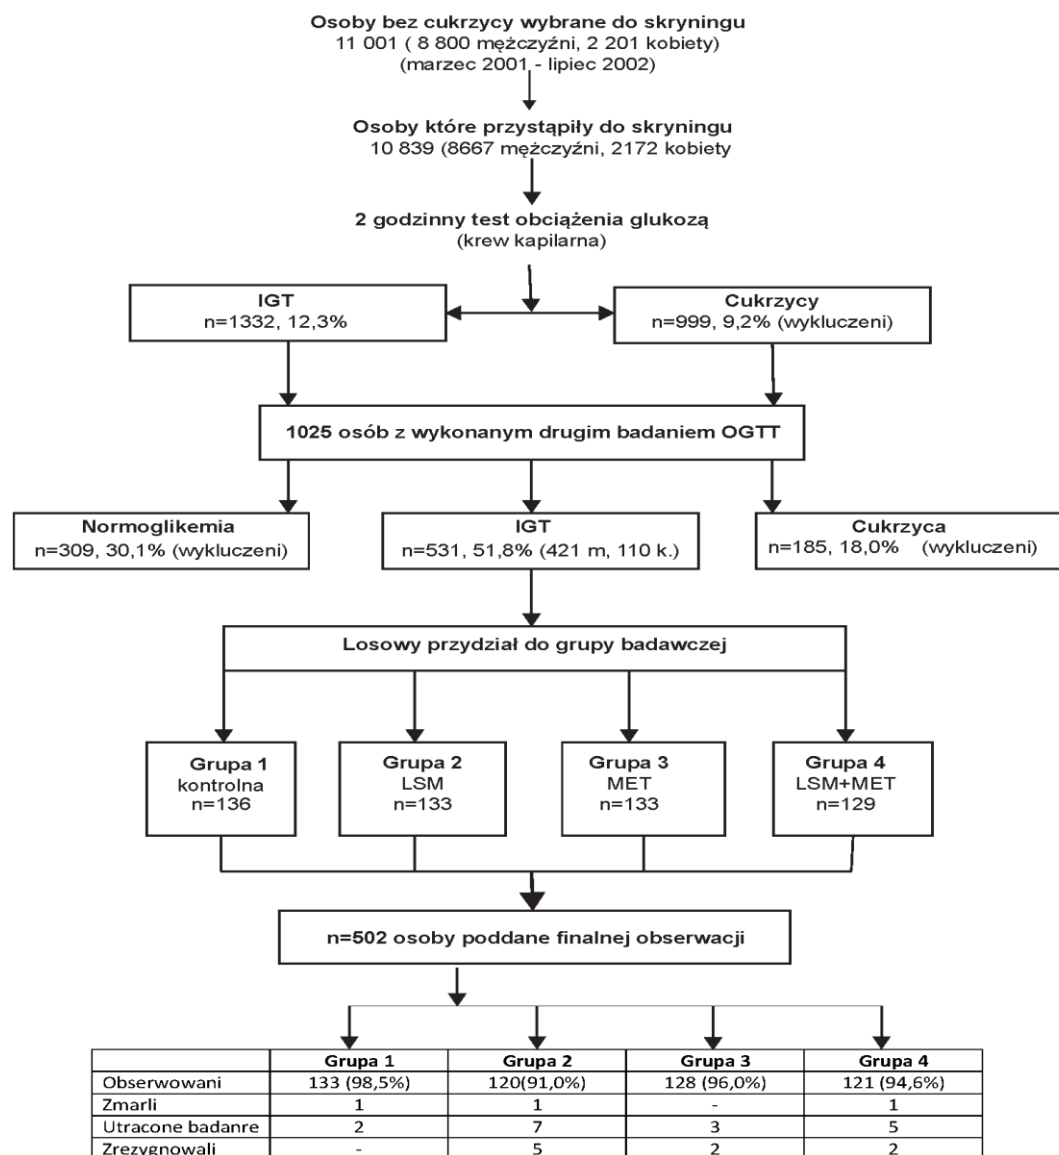 Osoby bez cukrzycy wybrane do skryningu
11 001 ( 8 800 mężczyźni, 2 201 kobiety)
(marzec 2001 - lipiec 2002)
Osoby które przystąpiły do skryningu
10 839 (8667 mężczyźni, 2172 kobiety
2 godzinny test obciążenia glukozą
(krew kapilarna)
IGT
n=1332, 12,3%
Cukrzycy
n=999, 9,2% (wykluczeni)
1025 osób z wykonanym drugim badaniem OGTT
Normoglikemia
n=309, 30,1% (wykluczeni)
IGT
n=531, 51,8% (421 m, 110 k.)
Cukrzyca
n=185, 18,0% (wykluczeni)
Losowy przydział do grupy badawczej
Grupa 1
kontrolna
n=136
Grupa 2
LSM
n=133
Grupa 3
MET
n=133
Grupa 4
LSM+MET
n=129
n=502 osoby poddane finalnej obserwacji
Grupa 1 Grupa 2 Grupa 3 Grupa 4
Obserwowani 133 (98,5%) 120(91,0%) 128 (96,0%) 121 (94,6%)
Zmarli 1 1 - 1
Utracone badanre 2 7 3 5
Zrezygnowali - 5 2 2